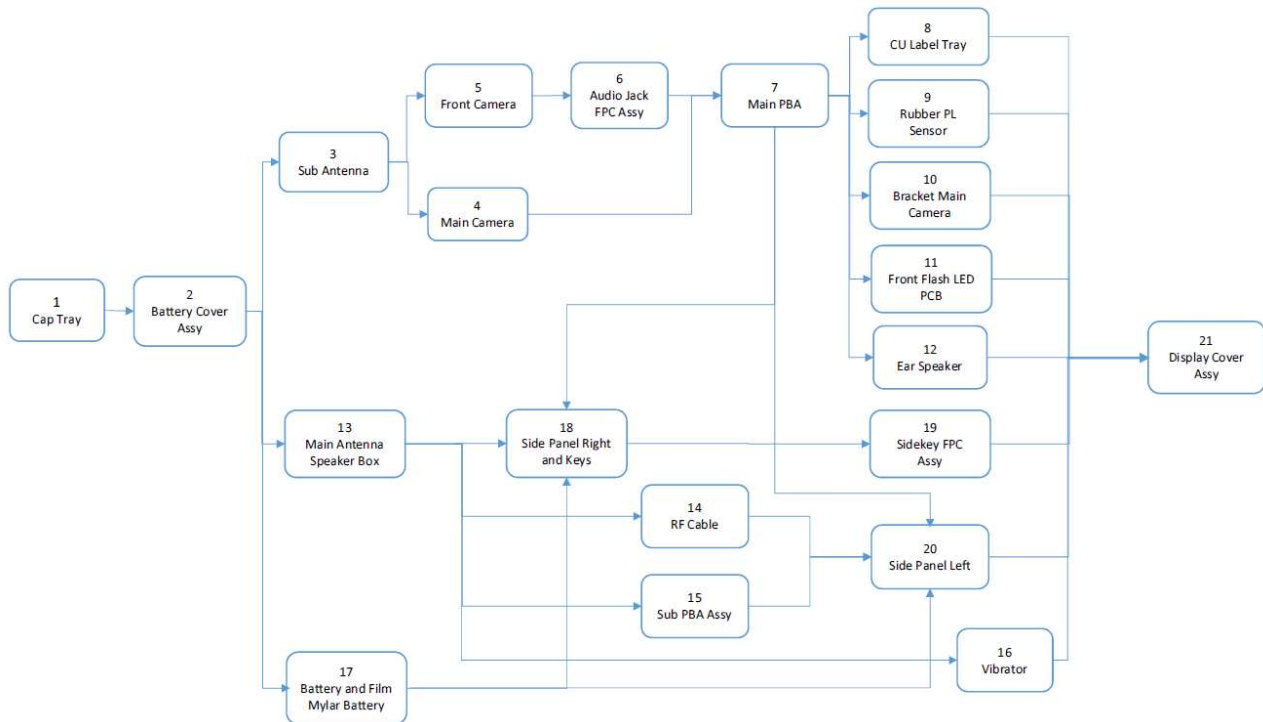 1
Cap Tray
2
Battery Cover
Assy
3
Sub Antenna
4
Main Camera
5
Front Camera
6
Audio Jack
FPC Assy
7
Main PBA
8
CU Label Tray
9
Rubber PL
Sensor
10
Bracket Main
Camera
11
Front Flash LED
PCB
12
Ear Speaker
13
Main Antenna
Speaker Box
14
RF Cable
15
Sub PBA Assy
16
Vibrator
17
Battery and Film
Mylar Battery
18
Side Panel Right
and Keys
19
Sidekey FPC
Assy
20
Side Panel Left
21
Display Cover
Assy